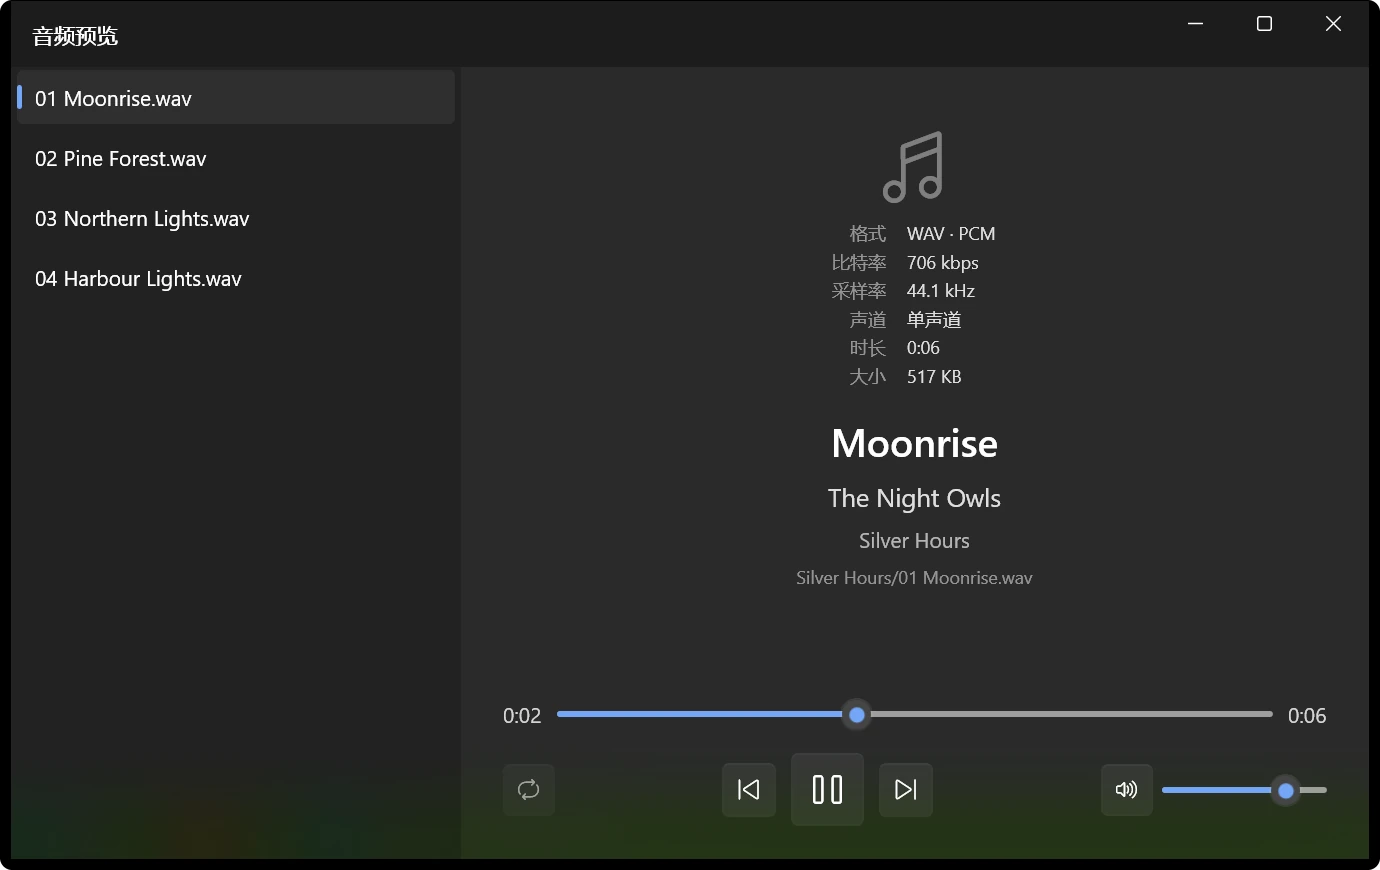 音频预览
01 Moonrise.wav
02 Pine Forest.wav
03 Northern Lights.wav
04 Harbour Lights.wav
格式 WAV · PCM
比特率 706 kbps
采样率 44.1 kHz
声道 单声道
时长 0:06
大小 517 KB
Moonrise
The Night Owls
Silver Hours
Silver Hours/01 Moonrise.wav
0:02 0:06